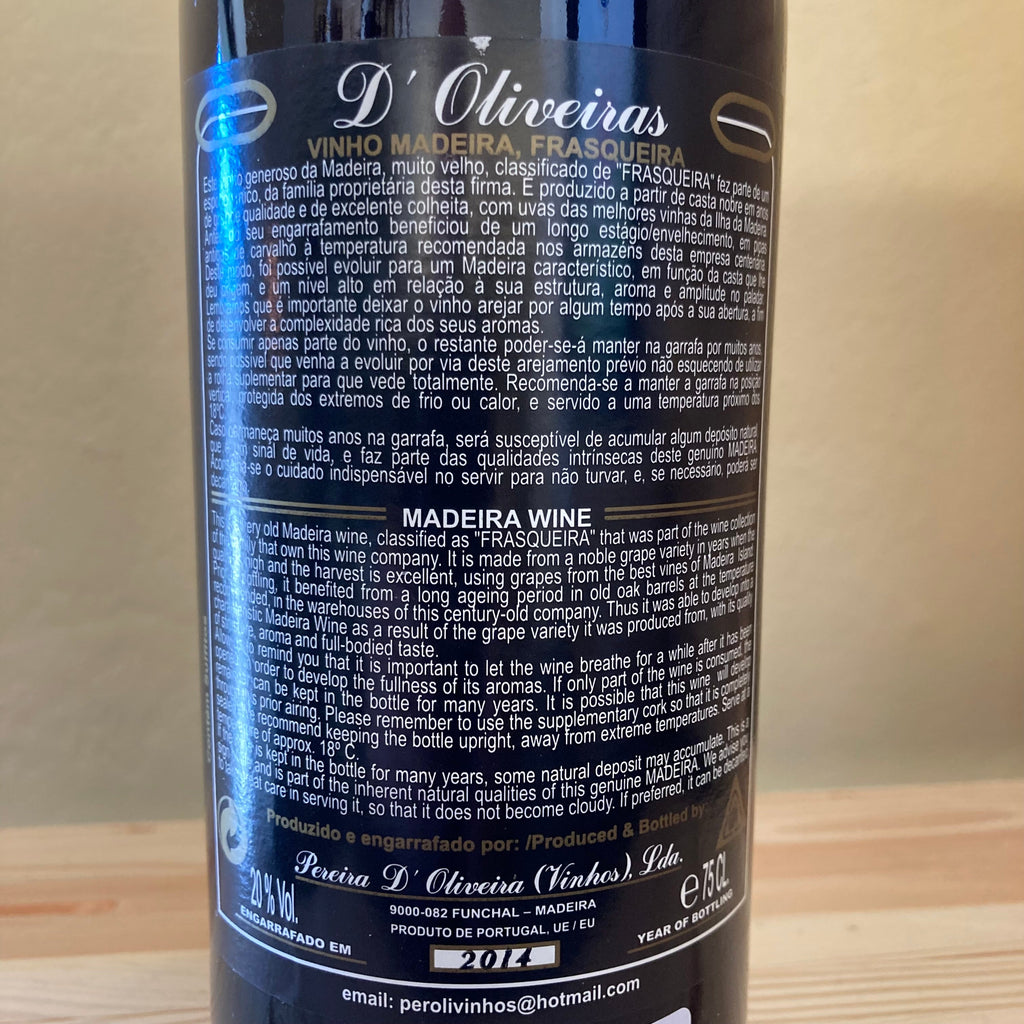 D' Oliveiras
VINHO MADEIRA, FRASQUEIRA
generoso da Madeira, muito velho, classificado de "FRASQUEIRA" fez parte de um
da família proprietária desta firma. É produzido a partir de casta nobre em anos
qualidade e de excelente colheita, com uvas das melhores vinhas da Ilha da Madeira.
seu engarrafamento beneficiou de um longo estágio/envelhecimento, em pipas
de carvalho à temperatura recomendada nos armazéns desta empresa centenária.
modo, foi possível evoluir para um Madeira característico, em função da casta que lhe
deu origem, e um nível alto em relação à sua estrutura, aroma e amplitude no paladar.
que é importante deixar o vinho arejar por algum tempo após a sua abertura, a fim
de desenvolver a complexidade rica dos seus aromas.
Se consumir apenas parte do vinho, o restante poder-se-á manter na garrafa por muitos anos,
sendo possível que venha a evoluir por via deste arejamento prévio não esquecendo de utilizar
a rolha suplementar para que vede totalmente. Recomenda-se a manter a garrafa na posição
vertical, protegida dos extremos de frio ou calor, e servido a uma temperatura próximo dos
18ºC.
Caso permaneça muitos anos na garrafa, será susceptível de acumular algum depósito natural
que é um sinal de vida, e faz parte das qualidades intrínsecas deste genuíno MADEIRA.
o cuidado indispensável no servir para não turvar, e, se necessário, poderá ser
MADEIRA WINE
This very old Madeira wine, classified as "FRASQUEIRA" that was part of the wine collection
of the family that own this wine company. It is made from a noble grape variety in years when the
high and the harvest is excellent, using grapes from the best vines of Madeira Island.
bottling, it benefited from a long ageing period in old oak barrels at the temperature
in the warehouses of this century-old company. Thus it was able to develop into a
Madeira Wine as a result of the grape variety it was produced from, with its quality
aroma and full-bodied taste.
remind you that it is important to let the wine breathe for a while after it has been
order to develop the fullness of its aromas. If only part of the wine is consumed, the
can be kept in the bottle for many years. It is possible that this wine will develop
prior airing. Please remember to use the supplementary cork so that it is completely
recommend keeping the bottle upright, away from extreme temperatures. Serve at
of approx. 18º C.
is kept in the bottle for many years, some natural deposit may accumulate. This is a
and is part of the inherent natural qualities of this genuine MADEIRA. We advise you
care in serving it, so that it does not become cloudy. If preferred, it can be decanted.
Produzido e engarrafado por: /Produced & Bottled by:
Pereira D' Oliveira (Vinhos), Lda.
20 % Vol.
e 75 CL.
9000-082 FUNCHAL – MADEIRA
PRODUTO DE PORTUGAL, UE / EU
ENGARRAFADO EM
2014
YEAR OF BOTTLING
email: perolivinhos@hotmail.com